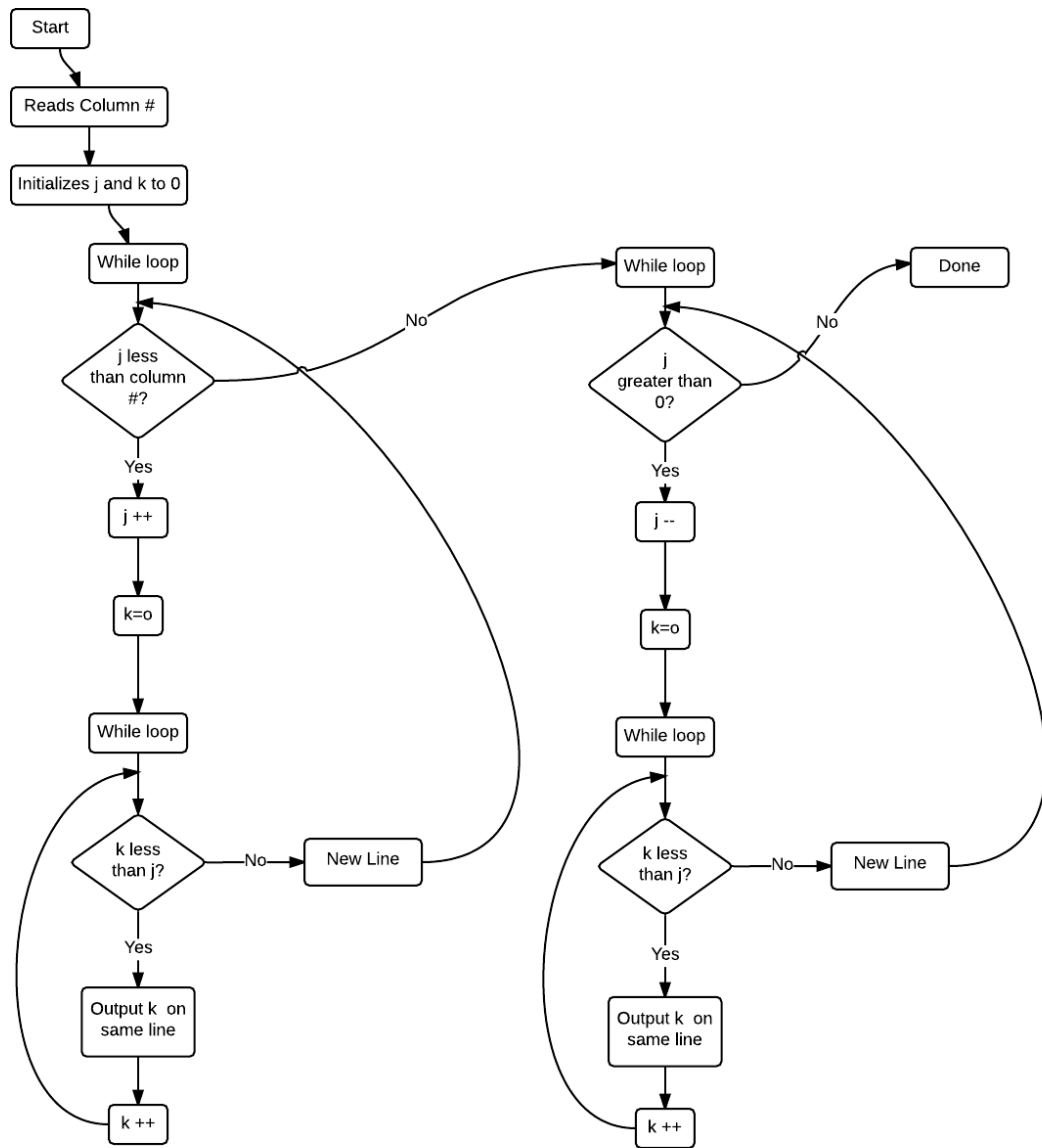 Start
Reads Column #
Initializes j and k to 0
While loop
j less
than column
#?
No
Yes
j ++
k=o
While loop
k less
than j?
No
New Line
Yes
Output k on
same line
k ++
While loop
j
greater than
0?
No
Done
Yes
j --
k=o
While loop
k less
than j?
No
New Line
Yes
Output k on
same line
k ++